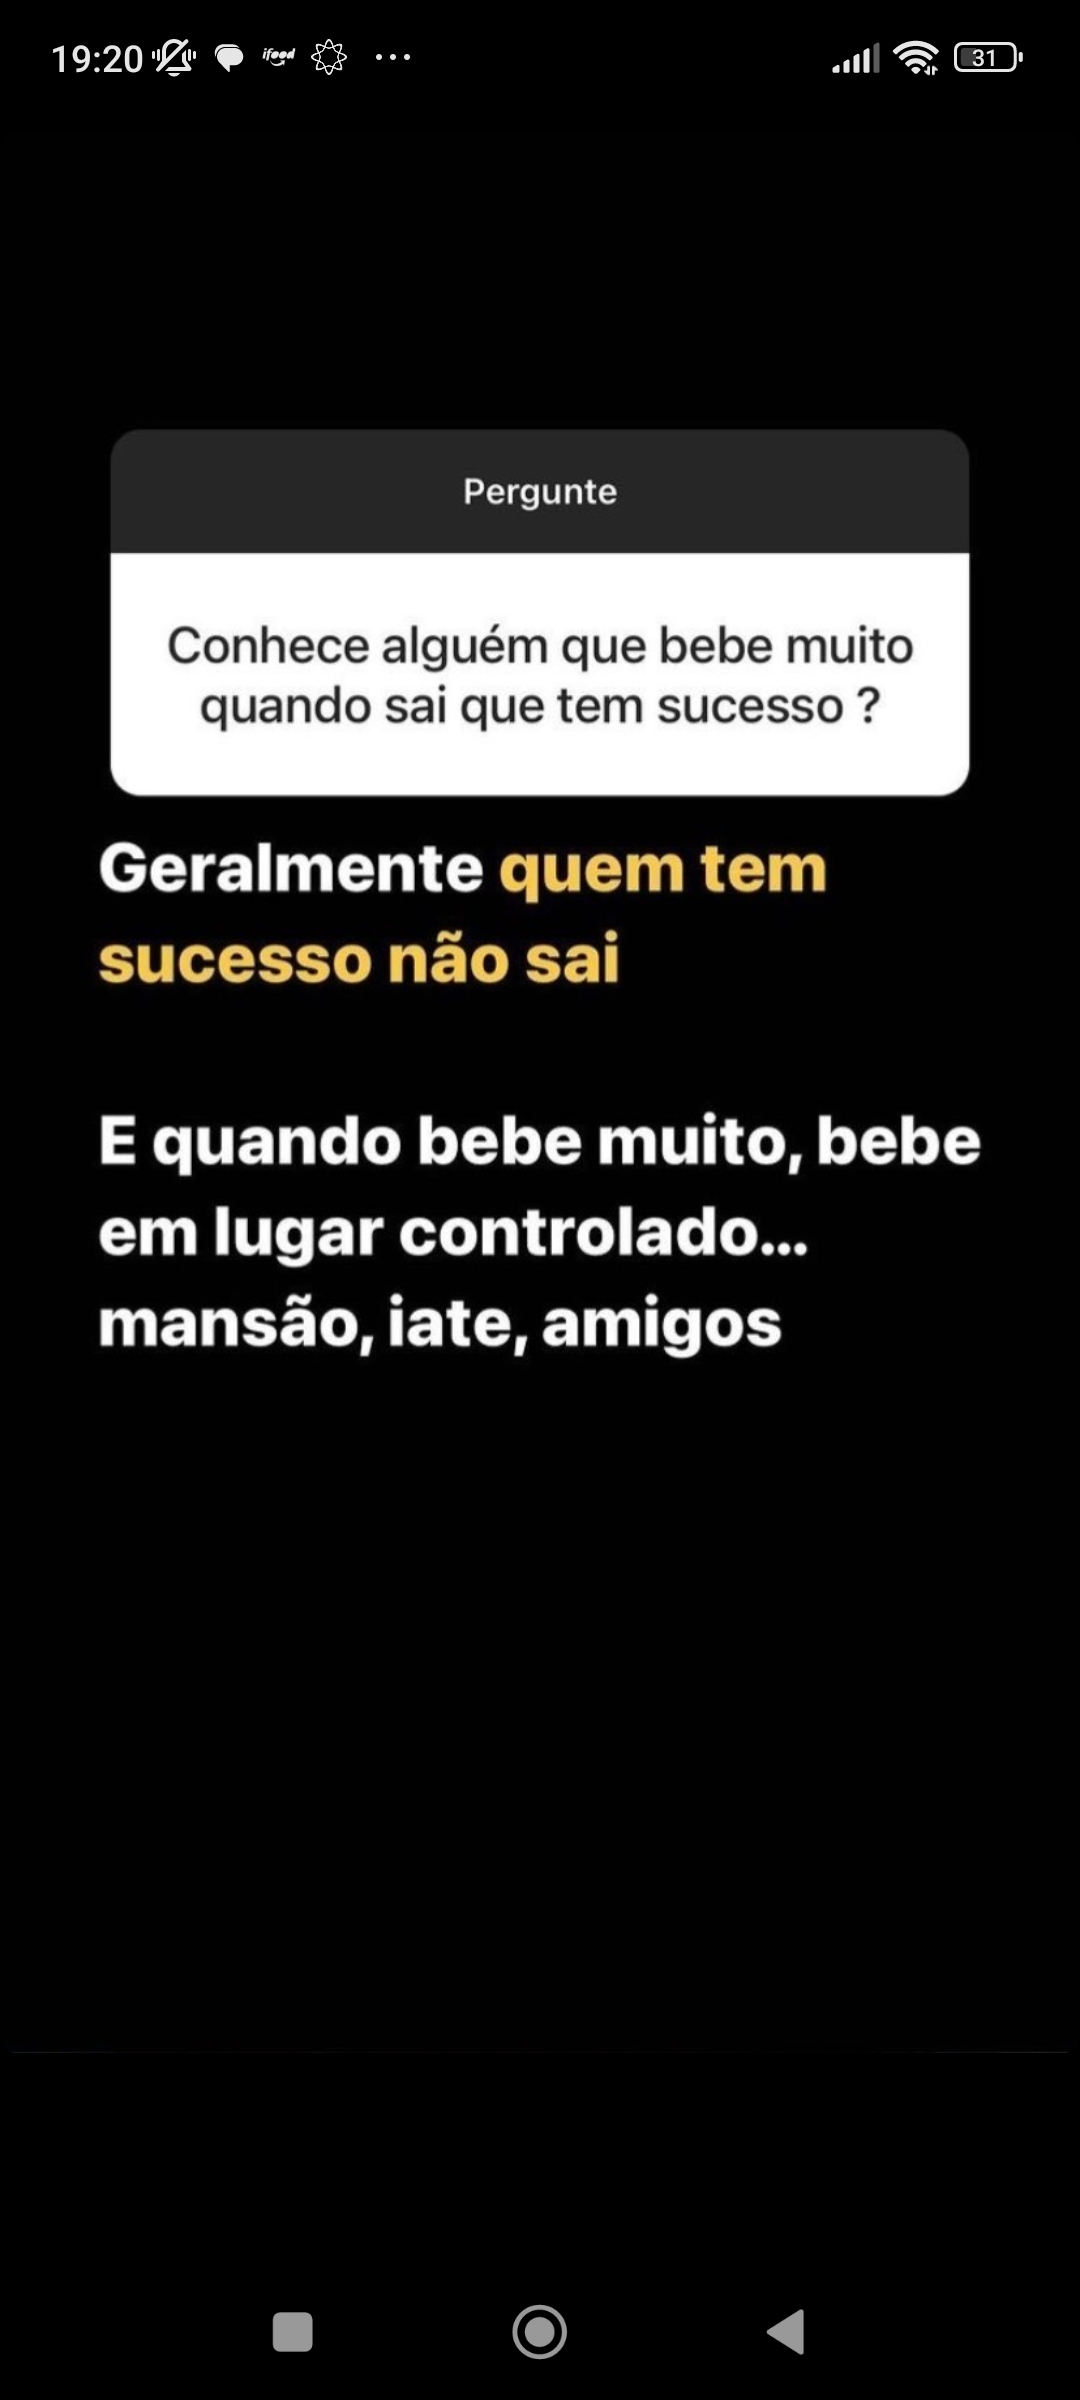 19:20 ifood ... 31
Pergunte
Conhece alguém que bebe muito
quando sai que tem sucesso ?
Geralmente quem tem
sucesso não sai
E quando bebe muito, bebe
em lugar controlado...
mansão, iate, amigos